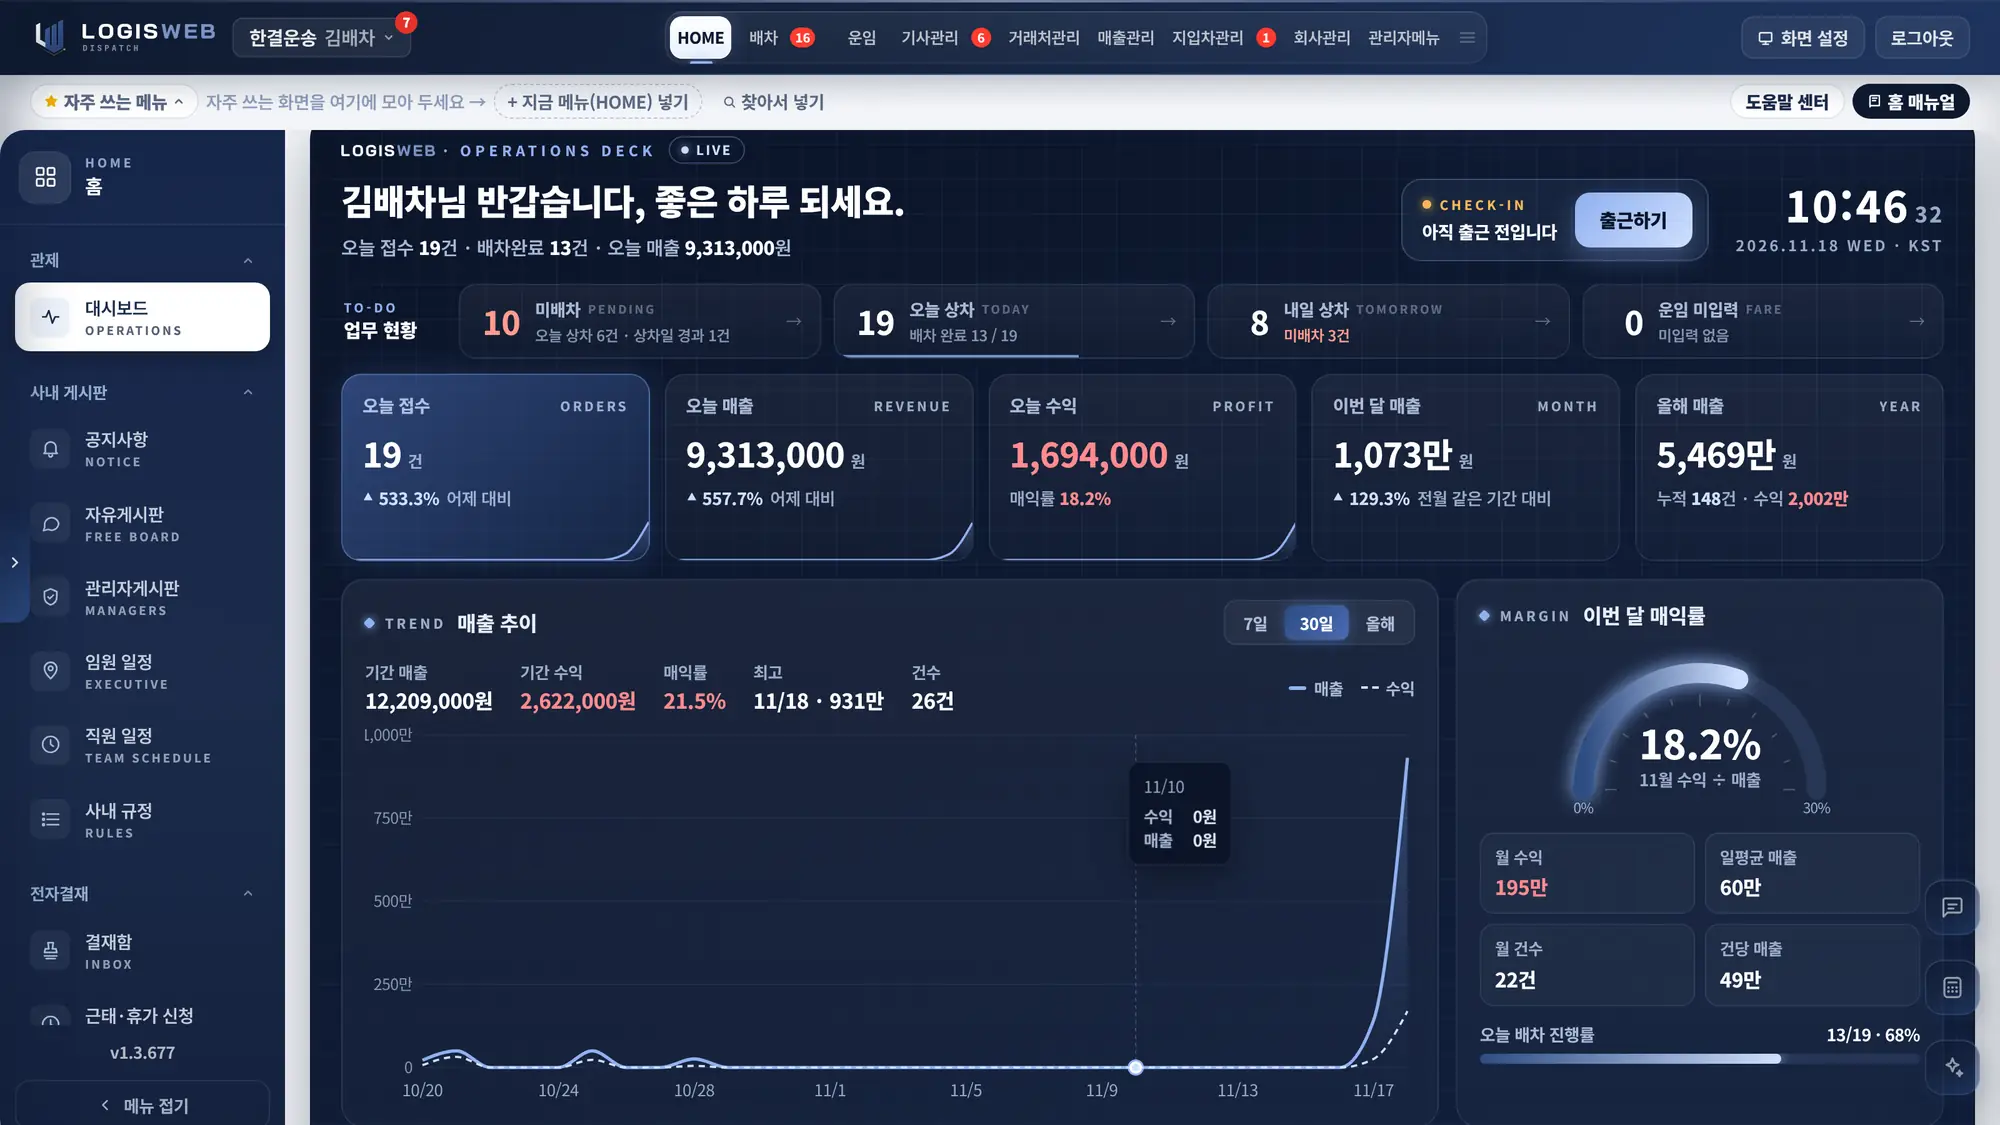 LOGISWEB
DISPATCH
한결운송 김배차
7
HOME
배차 16
운임
기사관리 6
거래처관리
매출관리
지입차관리 1
회사관리
관리자메뉴
화면 설정
로그아웃
자주 쓰는 메뉴
자주 쓰는 화면을 여기에 모아 두세요 →
+ 지금 메뉴(HOME) 넣기
찾아서 넣기
도움말 센터
홈 매뉴얼
HOME
홈
관제
대시보드
OPERATIONS
사내 게시판
공지사항
NOTICE
자유게시판
FREE BOARD
관리자게시판
MANAGERS
임원 일정
EXECUTIVE
직원 일정
TEAM SCHEDULE
사내 규정
RULES
전자결재
결재함
INBOX
근태·휴가 신청
v1.3.677
메뉴 접기
LOGISWEB · OPERATIONS DECK
LIVE
김배차님 반갑습니다, 좋은 하루 되세요.
오늘 접수 19건 · 배차완료 13건 · 오늘 매출 9,313,000원
CHECK-IN
아직 출근 전입니다
출근하기
10:46 32
2026.11.18 WED · KST
TO-DO
업무 현황
10
미배차 PENDING
오늘 상차 6건 · 상차일 경과 1건
→
19
오늘 상차 TODAY
배차 완료 13 / 19
→
8
내일 상차 TOMORROW
미배차 3건
→
0
운임 미입력 FARE
미입력 없음
→
오늘 접수 ORDERS
19 건
▲ 533.3% 어제 대비
오늘 매출 REVENUE
9,313,000 원
▲ 557.7% 어제 대비
오늘 수익 PROFIT
1,694,000 원
매익률 18.2%
이번 달 매출 MONTH
1,073만 원
▲ 129.3% 전월 같은 기간 대비
올해 매출 YEAR
5,469만 원
누적 148건 · 수익 2,002만
TREND 매출 추이
7일 30일 올해
기간 매출
12,209,000원
기간 수익
2,622,000원
매익률
21.5%
최고
11/18 · 931만
건수
26건
매출 수익
1,000만
750만
500만
250만
0
11/10
수익 0원
매출 0원
10/20 10/24 10/28 11/1 11/5 11/9 11/13 11/17
MARGIN 이번 달 매익률
18.2%
11월 수익 ÷ 매출
0% 30%
월 수익
195만
일평균 매출
60만
월 건수
22건
건당 매출
49만
오늘 배차 진행률 13/19 · 68%